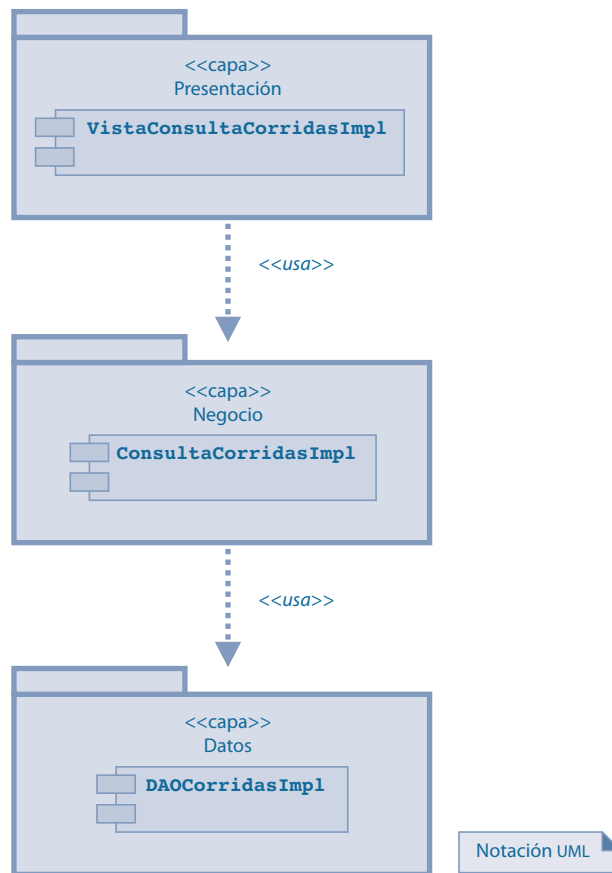 <<capa>>
Presentación
VistaConsultaCorridasImpl
<<usa>>
<<capa>>
Negocio
ConsultaCorridasImpl
<<usa>>
<<capa>>
Datos
DAOCorridasImpl
Notación UML